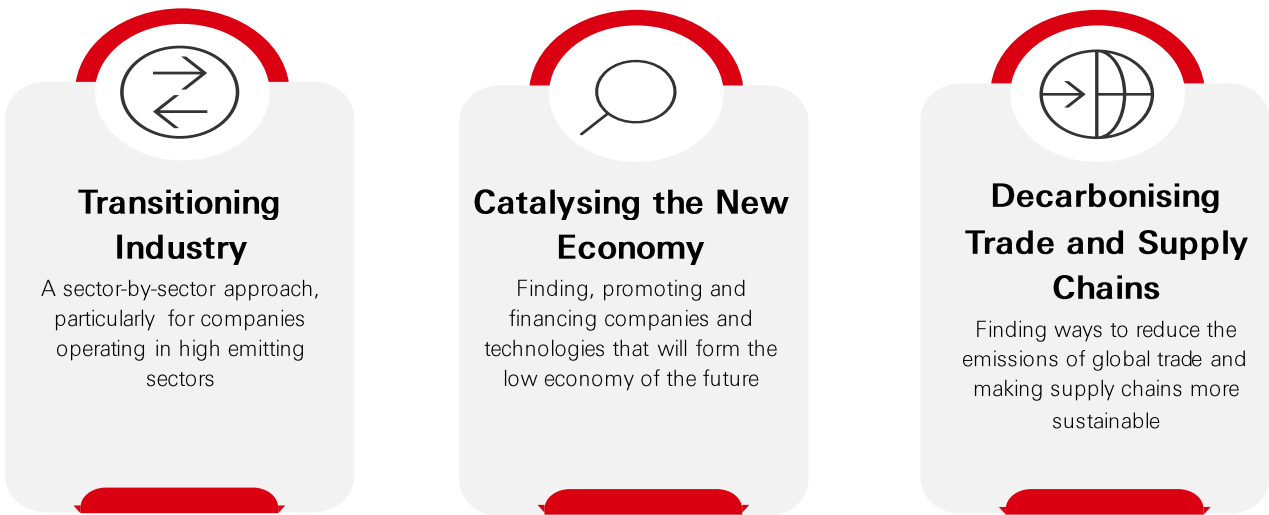 Transitioning
Industry
A sector-by-sector approach,
particularly for companies
operating in high emitting
sectors
Catalysing the New
Economy
Finding, promoting and
financing companies and
technologies that will form the
low economy of the future
Decarbonising
Trade and Supply
Chains
Finding ways to reduce the
emissions of global trade and
making supply chains more
sustainable